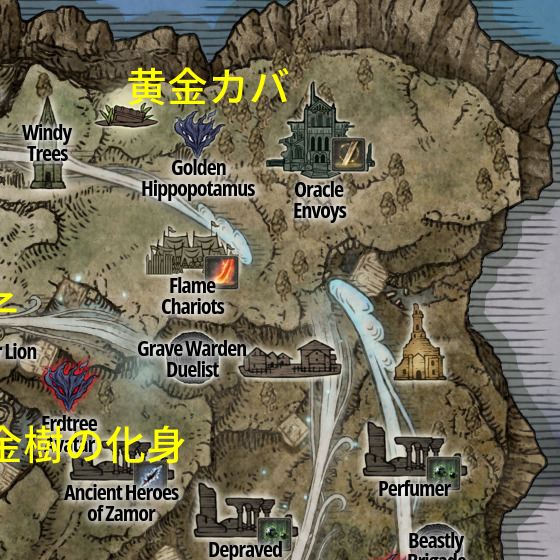 黄金カバ
Windy
Trees
Golden
Hippopotamus
Oracle
Envoys
Flame
Chariots
Lion
Grave Warden
Duelist
Erdtree
金樹の化身
Ancient Heroes
of Zamor
Perfumer
Depraved
Beastly
Brigade